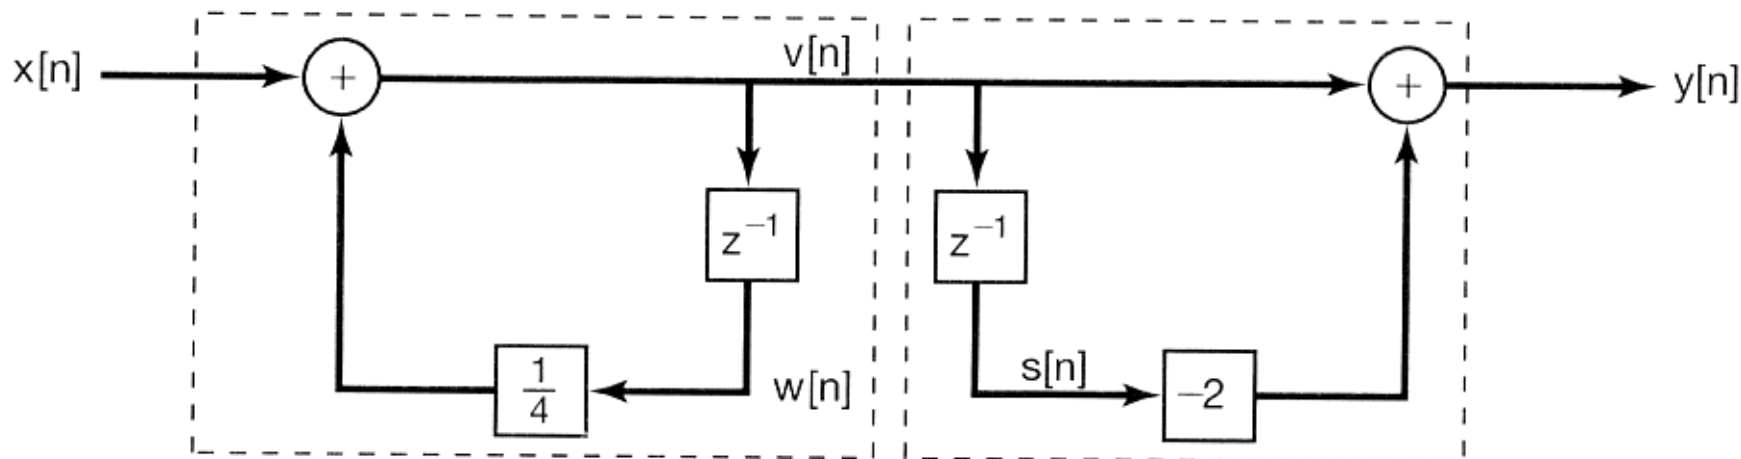 x[n]
+
v[n]
+
y[n]
z⁻¹
z⁻¹
1/4
w[n]
s[n]
−2